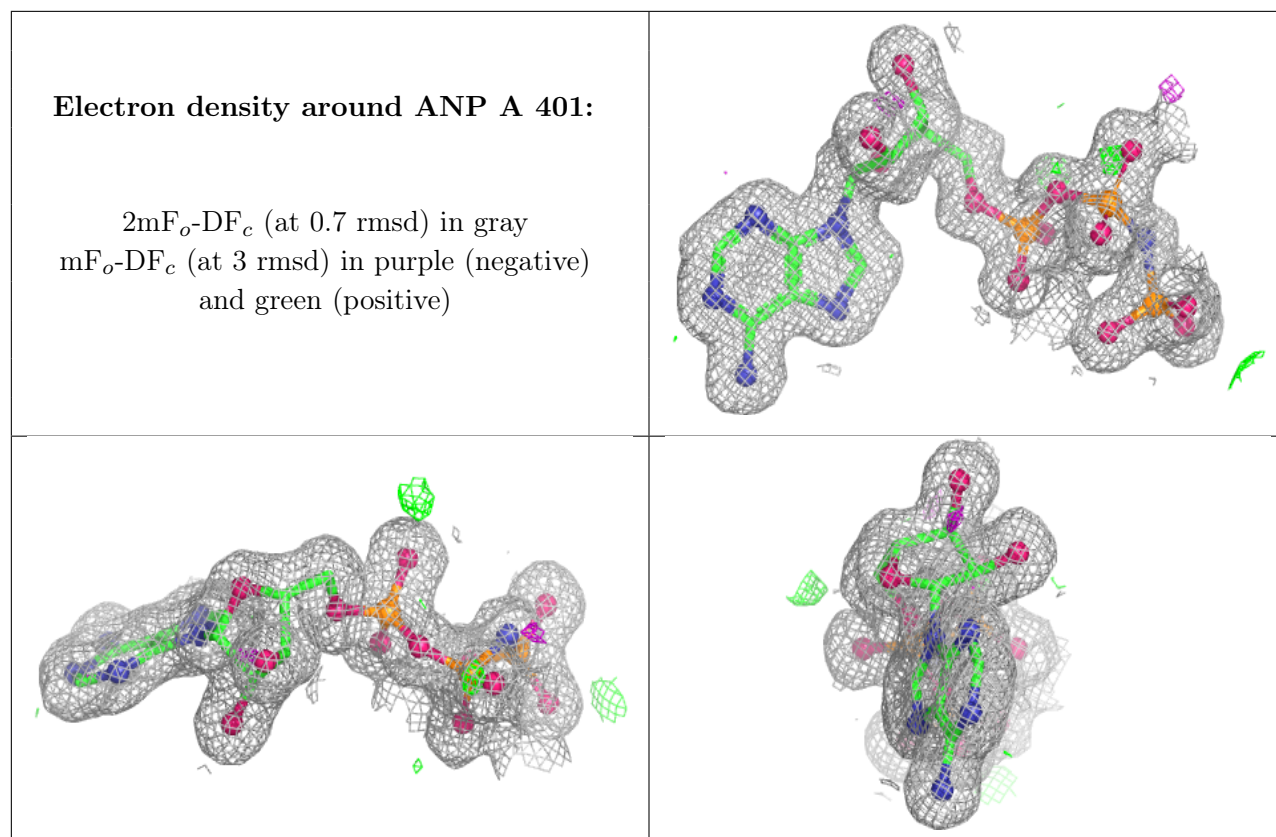 Electron density around ANP A 401:
2mFo-DFc (at 0.7 rmsd) in gray
mFo-DFc (at 3 rmsd) in purple (negative)
and green (positive)